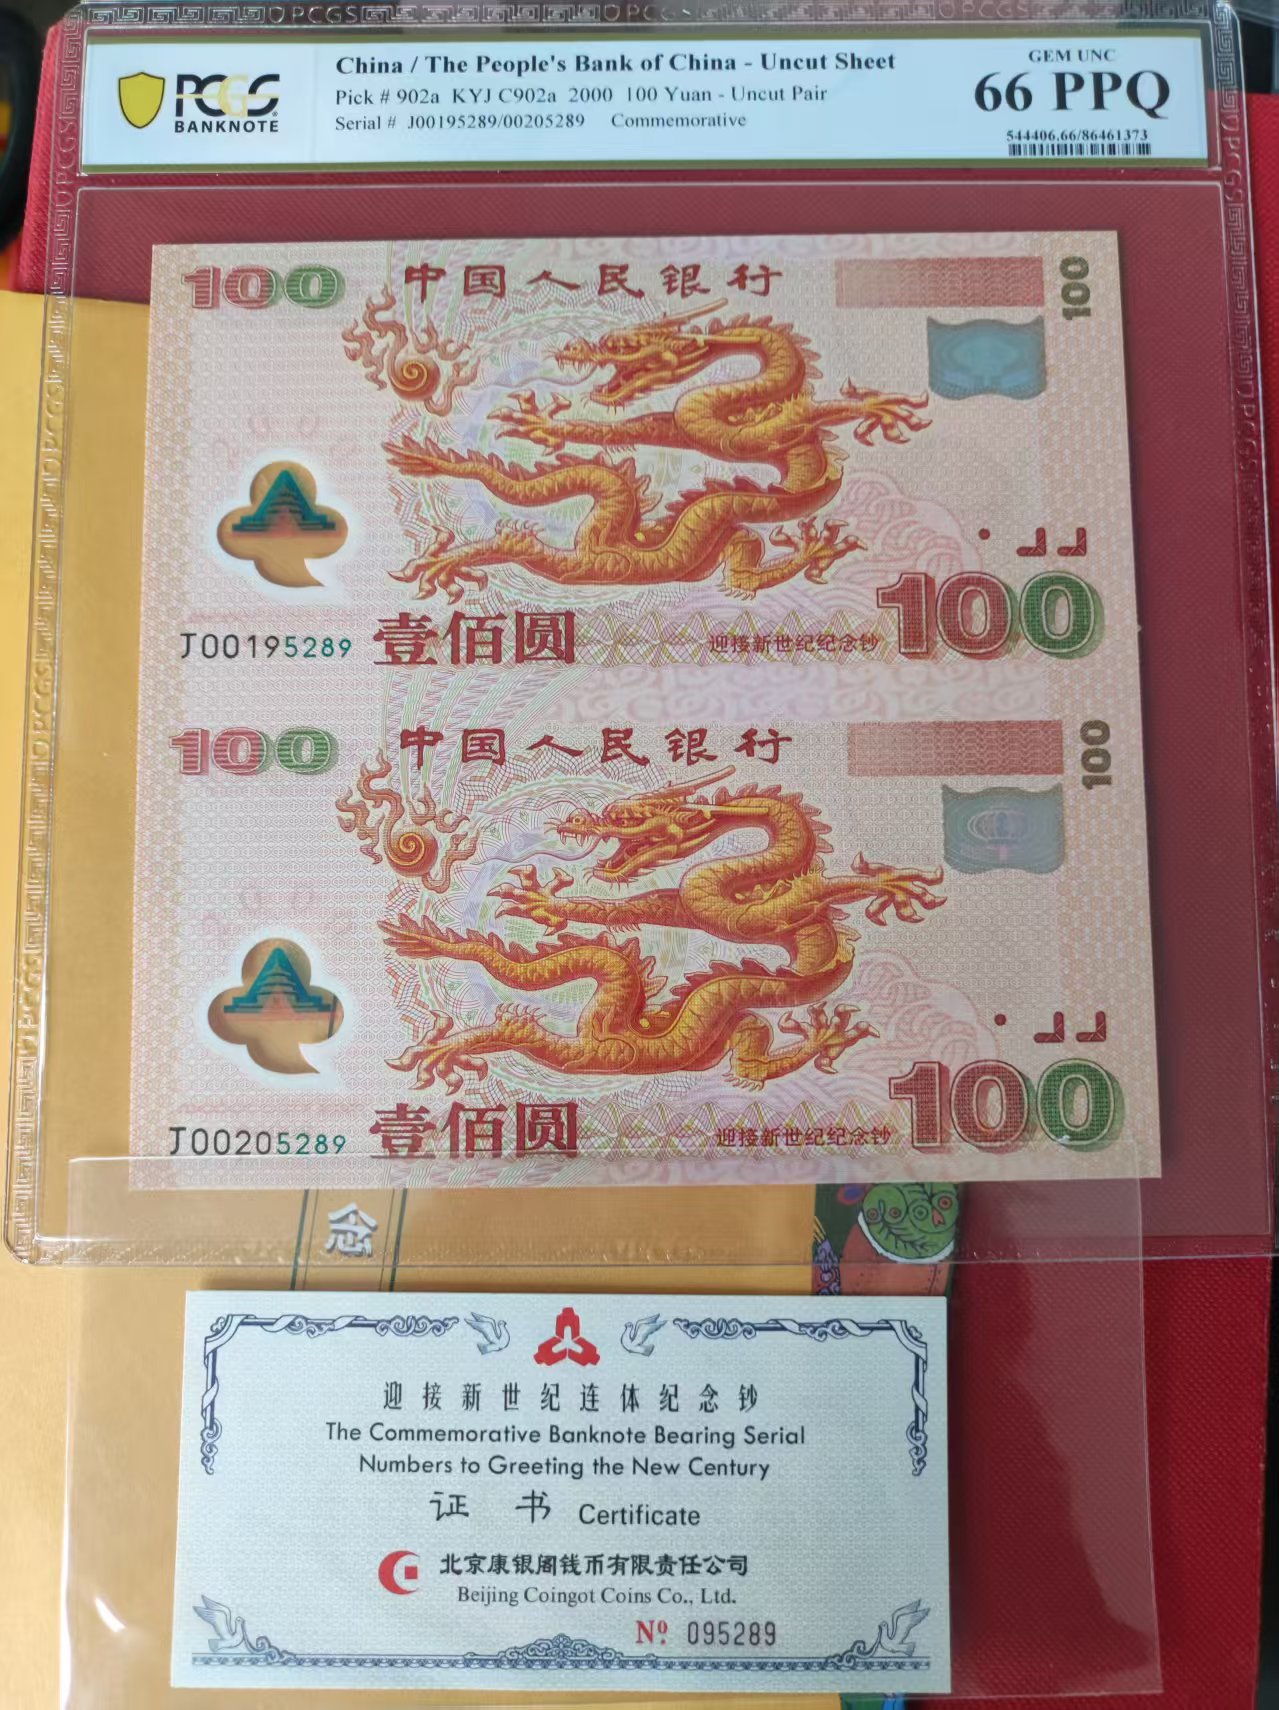 PCGS
BANKNOTE
China / The People's Bank of China - Uncut Sheet
Pick # 902a KYJ C902a 2000 100 Yuan - Uncut Pair
Serial # J00195289/00205289 Commemorative
GEM UNC
66 PPQ
544406.66/86461373
100 中国人民银行 100
J00195289 壹佰圆 迎接新世纪纪念钞 100
100 中国人民银行 100
J00205289 壹佰圆 迎接新世纪纪念钞 100
念
迎接新世纪连体纪念钞
The Commemorative Banknote Bearing Serial
Numbers to Greeting the New Century
证书 Certificate
北京康银阁钱币有限责任公司
Beijing Coingot Coins Co., Ltd.
Nº. 095289